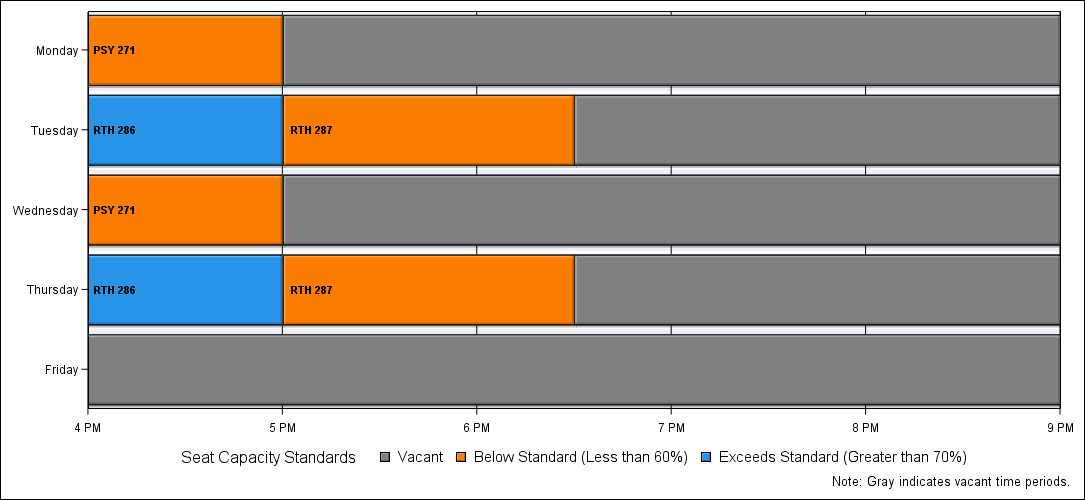 Monday
PSY 271
Tuesday
RTH 286
RTH 287
Wednesday
PSY 271
Thursday
RTH 286
RTH 287
Friday
4 PM 5 PM 6 PM 7 PM 8 PM 9 PM
Seat Capacity Standards Vacant Below Standard (Less than 60%) Exceeds Standard (Greater than 70%)
Note: Gray indicates vacant time periods.